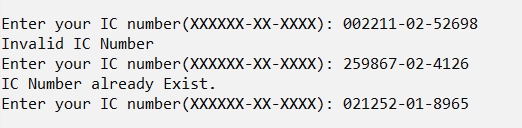 Enter your IC number(XXXXXX-XX-XXXX): 002211-02-52698
Invalid IC Number
Enter your IC number(XXXXXX-XX-XXXX): 259867-02-4126
IC Number already Exist.
Enter your IC number(XXXXXX-XX-XXXX): 021252-01-8965